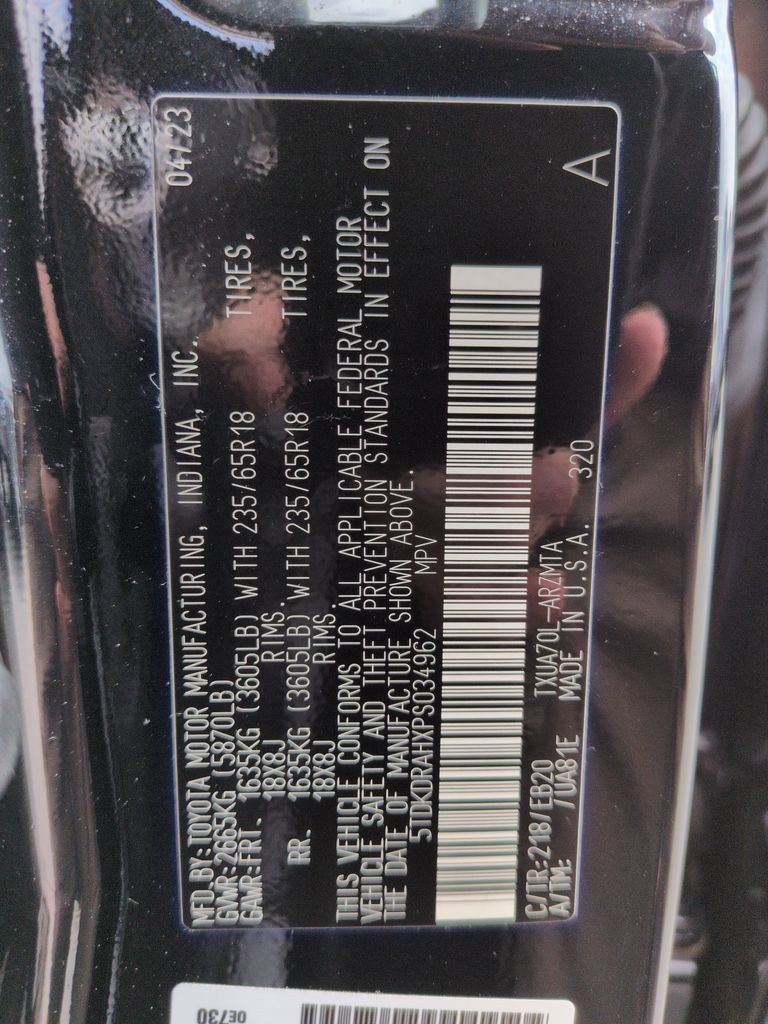 MFD.BY:TOYOTA MOTOR MANUFACTURING, INDIANA, INC. 04/23
GVWR:2665KG (5870LB)
GAWR:FRT. 1635KG (3605LB) WITH 235/65R18 TIRES,
18X8J RIMS.
RR. 1635KG (3605LB) WITH 235/65R18 TIRES,
18X8J RIMS.
THIS VEHICLE CONFORMS TO ALL APPLICABLE FEDERAL MOTOR
VEHICLE SAFETY AND THEFT PREVENTION STANDARDS IN EFFECT ON
THE DATE OF MANUFACTURE SHOWN ABOVE.
5TDKDRAHXPS034962 MPV
C/TR:218/EB20 TXUA70L-ARZMTA
A/TM: /UA81E MADE IN U.S.A. 320
A
0E730